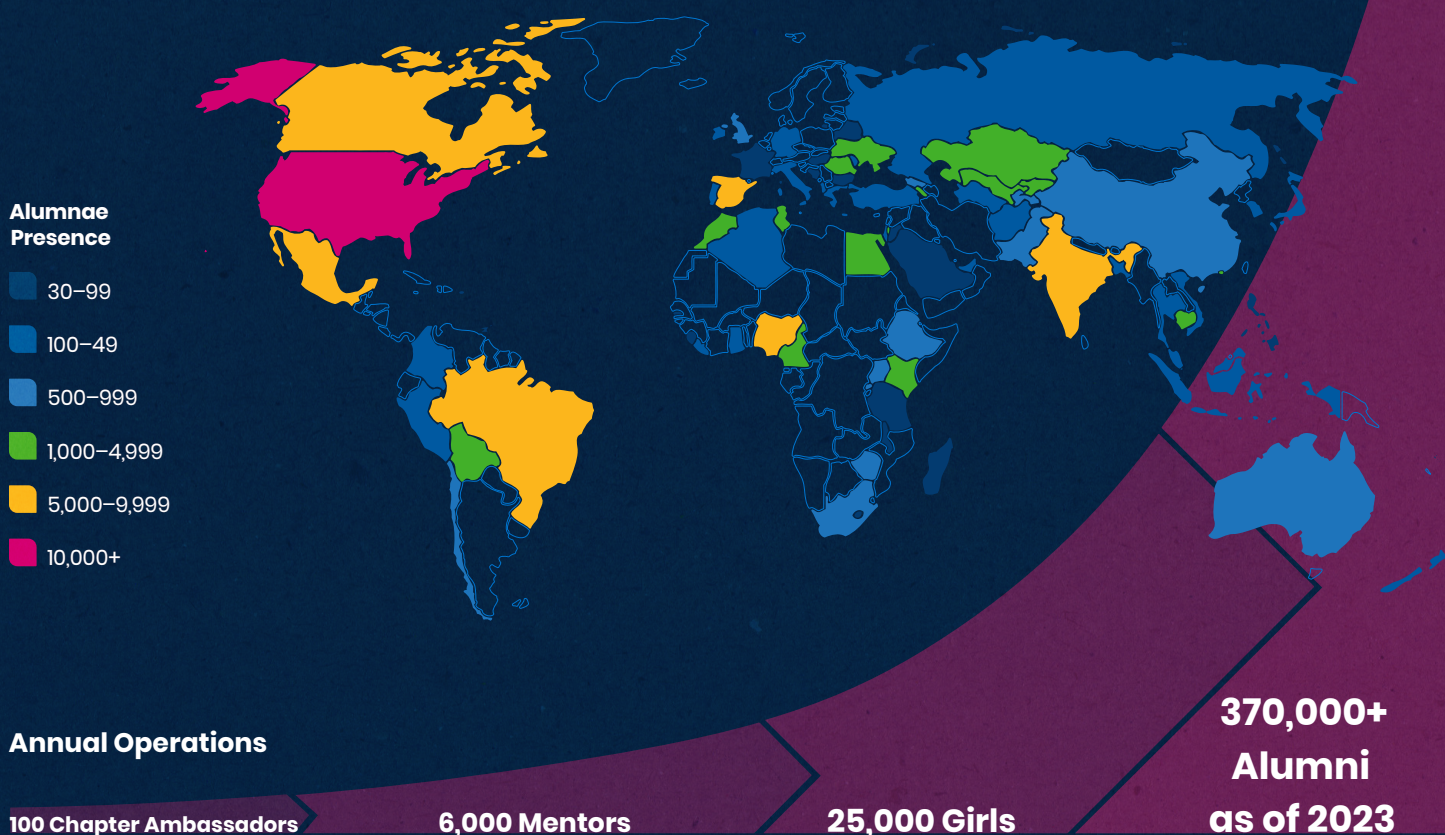 Alumnae
Presence
30–99
100–49
500–999
1,000–4,999
5,000–9,999
10,000+
Annual Operations
100 Chapter Ambassadors
6,000 Mentors
25,000 Girls
370,000+
Alumni
as of 2023